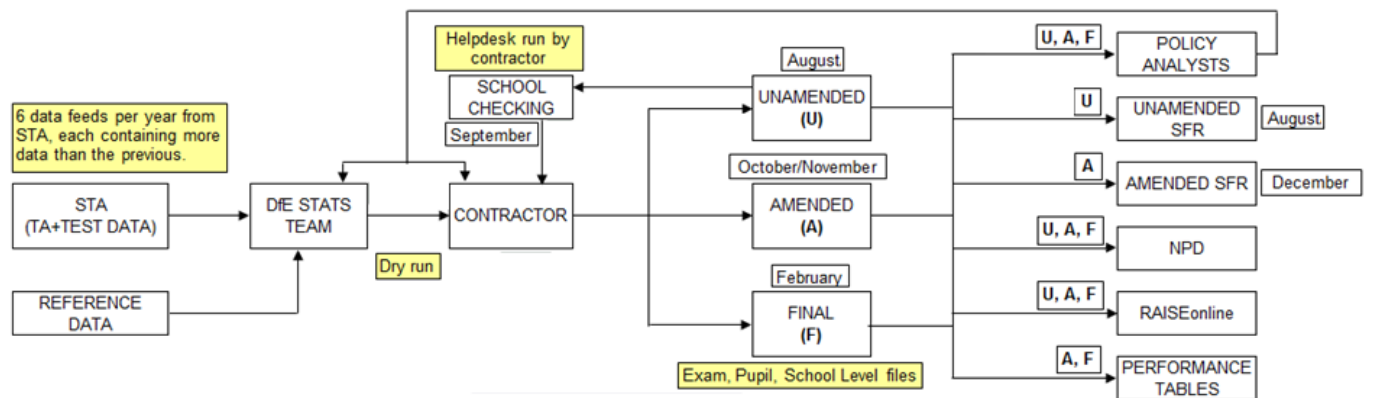 Helpdesk run by
contractor
SCHOOL
CHECKING
September
6 data feeds per year from
STA, each containing more
data than the previous.
STA
(TA+TEST DATA)
REFERENCE
DATA
DfE STATS
TEAM
Dry run
CONTRACTOR
August
UNAMENDED
(U)
October/November
AMENDED
(A)
February
FINAL
(F)
Exam, Pupil, School Level files
U, A, F
POLICY
ANALYSTS
U
UNAMENDED
SFR
August
A
AMENDED SFR
December
U, A, F
NPD
U, A, F
RAISEonline
A, F
PERFORMANCE
TABLES